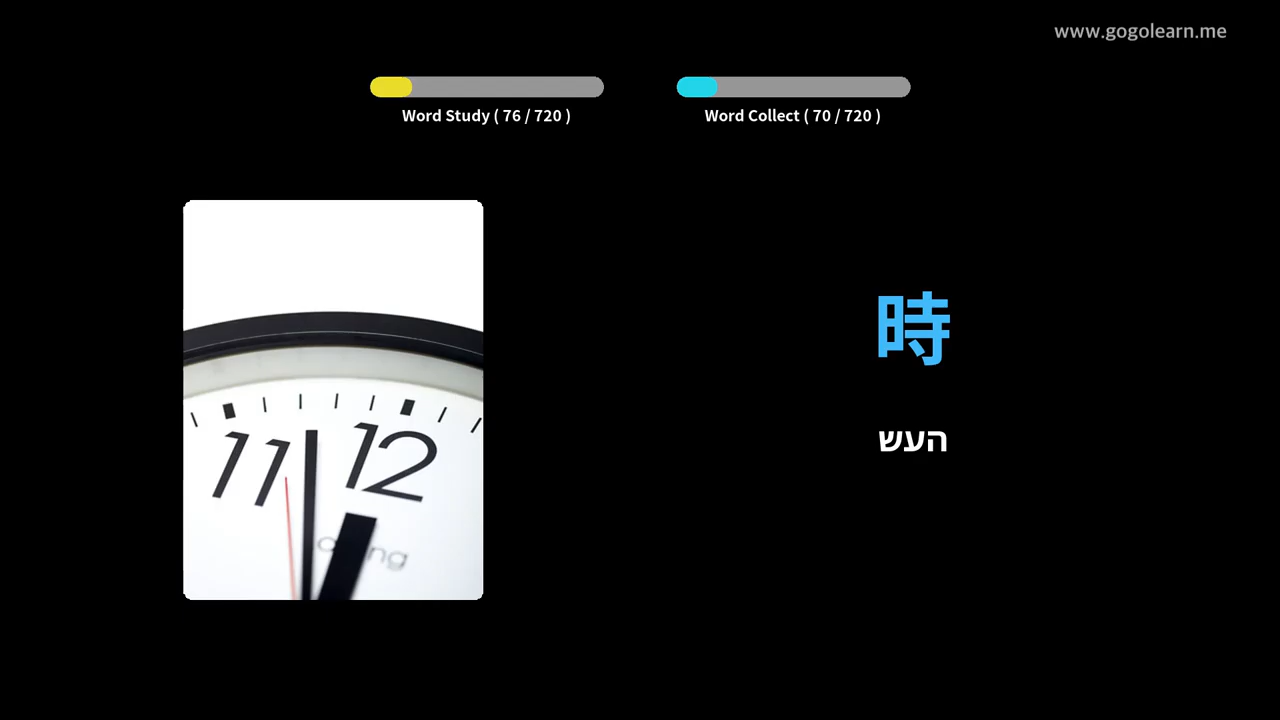 www.gogolearn.me
Word Study ( 76 / 720 )
Word Collect ( 70 / 720 )
11 12
時
העש